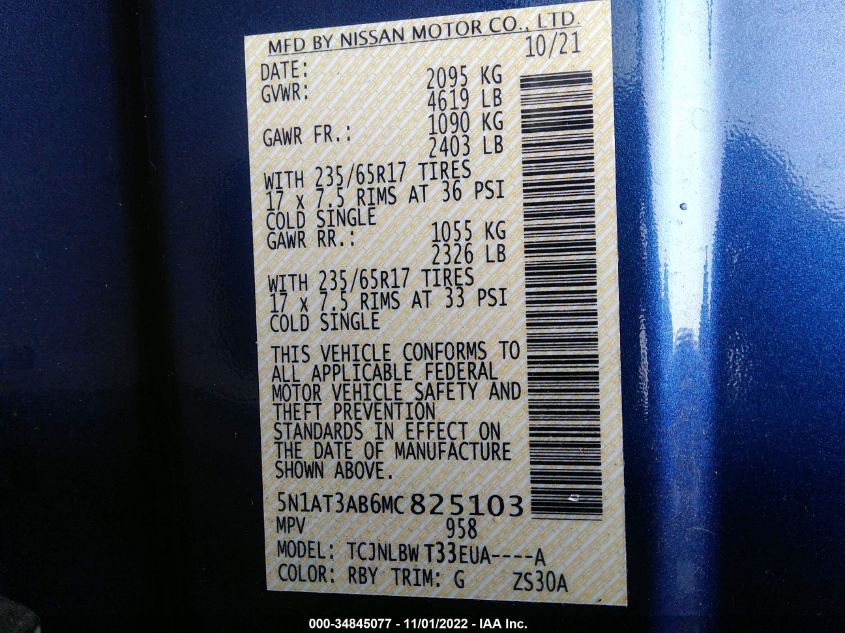 MFD BY NISSAN MOTOR CO., LTD.
DATE: 10/21
GVWR: 2095 KG
4619 LB
GAWR FR.: 1090 KG
2403 LB
WITH 235/65R17 TIRES
17 x 7.5 RIMS AT 36 PSI
COLD SINGLE
GAWR RR.: 1055 KG
2326 LB
WITH 235/65R17 TIRES
17 x 7.5 RIMS AT 33 PSI
COLD SINGLE
THIS VEHICLE CONFORMS TO
ALL APPLICABLE FEDERAL
MOTOR VEHICLE SAFETY AND
THEFT PREVENTION
STANDARDS IN EFFECT ON
THE DATE OF MANUFACTURE
SHOWN ABOVE.
5N1AT3AB6MC825103
MPV 958
MODEL: TCJNLBWT33EUA----A
COLOR: RBY TRIM: G ZS30A
000-34845077 - 11/01/2022 - IAA Inc.